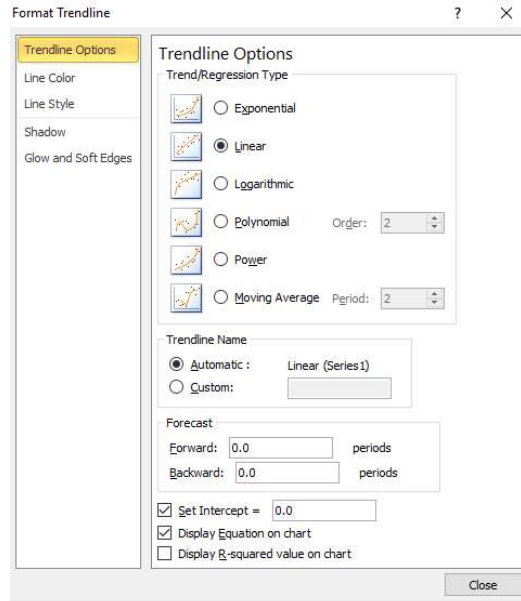 Format Trendline ? X
Trendline Options
Line Color
Line Style
Shadow
Glow and Soft Edges
Trendline Options
Trend/Regression Type
Exponential
Linear
Logarithmic
Polynomial Order: 2
Power
Moving Average Period: 2
Trendline Name
Automatic : Linear (Series1)
Custom:
Forecast
Forward: 0.0 periods
Backward: 0.0 periods
Set Intercept = 0.0
Display Equation on chart
Display R-squared value on chart
Close